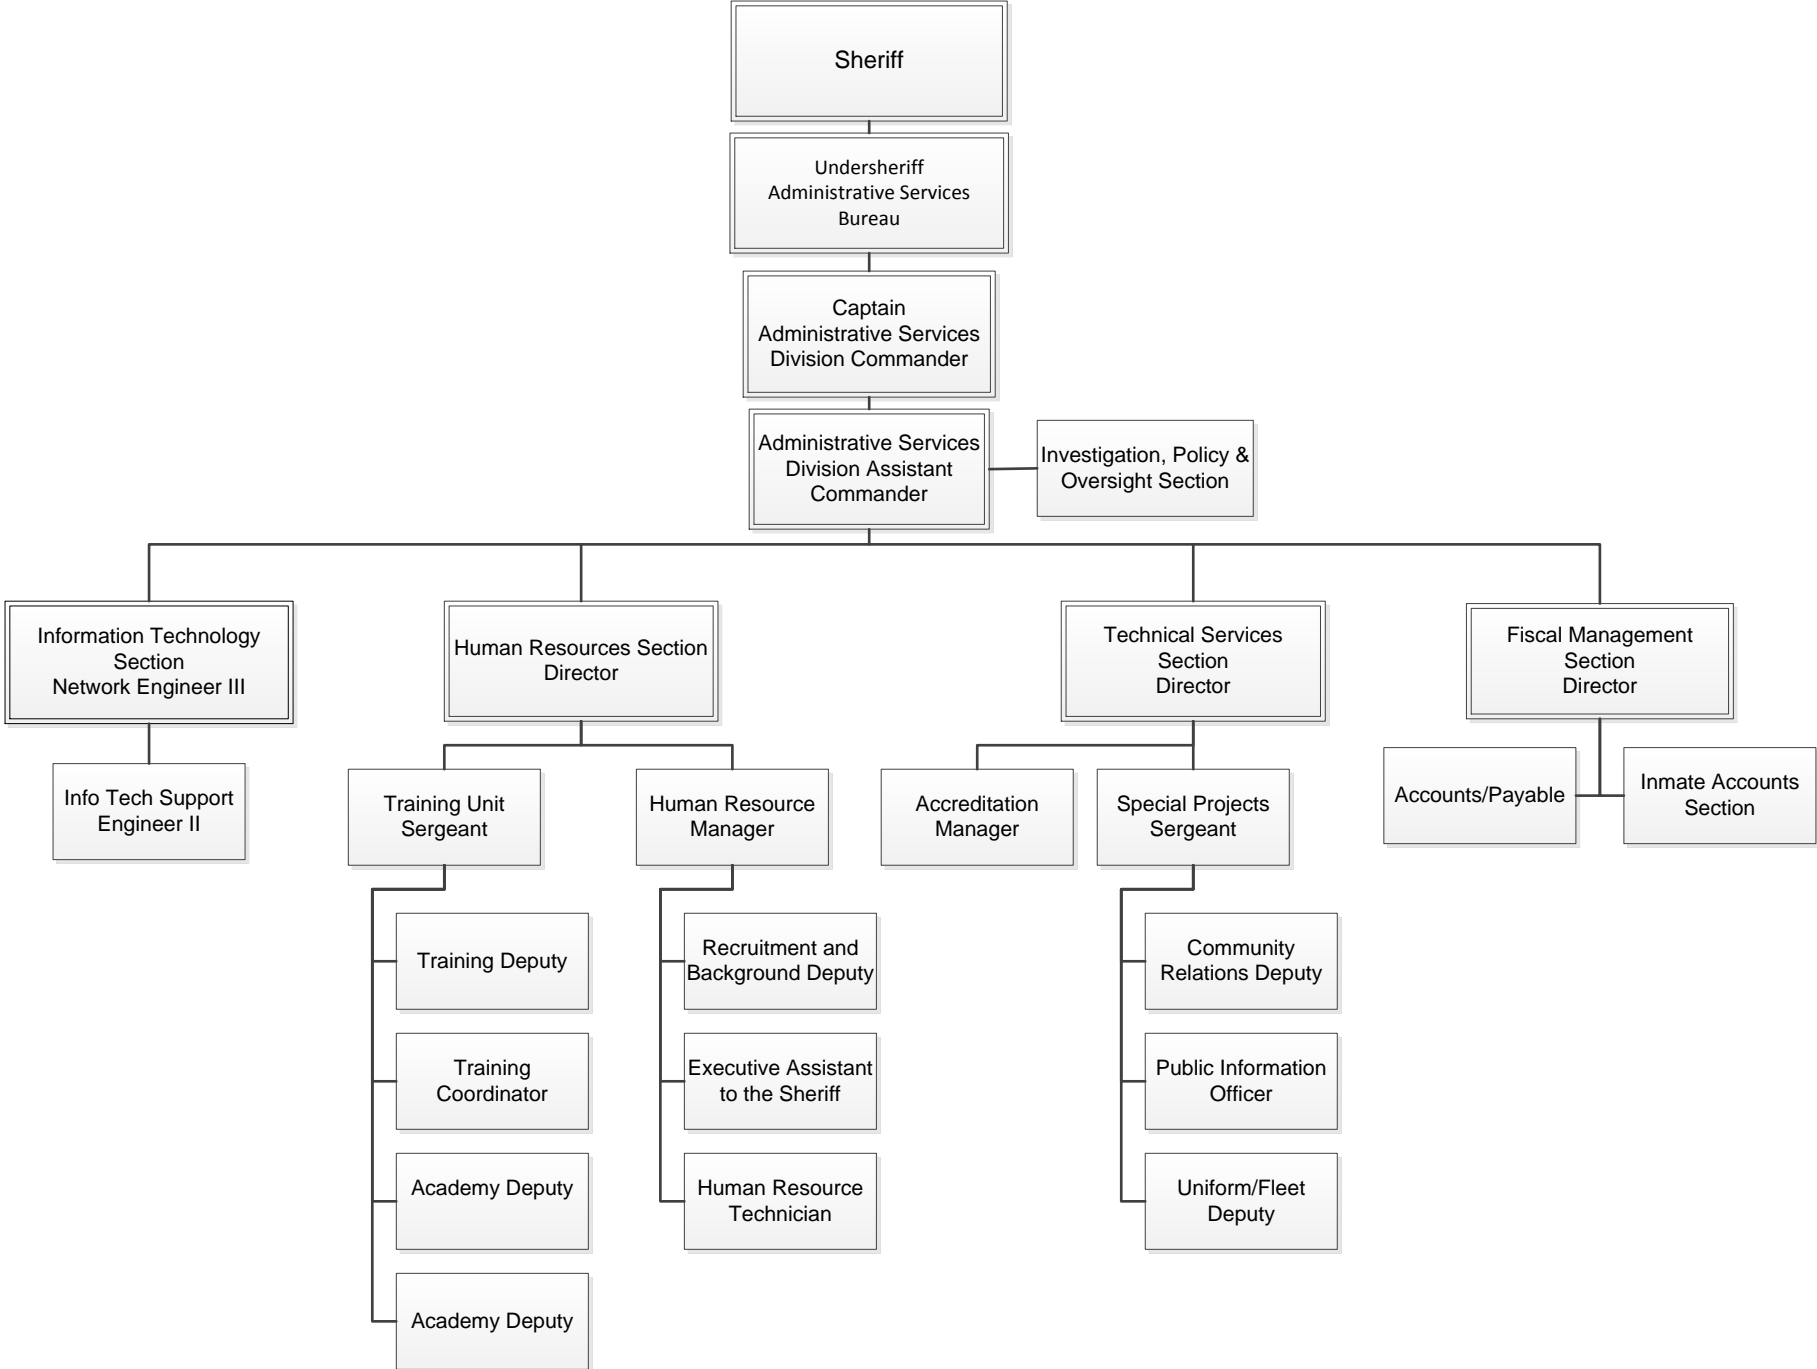 Sheriff
Undersheriff
Administrative Services
Bureau
Captain
Administrative Services
Division Commander
Administrative Services
Division Assistant
Commander
Investigation, Policy &
Oversight Section
Information Technology
Section
Network Engineer III
Human Resources Section
Director
Technical Services
Section
Director
Fiscal Management
Section
Director
Info Tech Support
Engineer II
Training Unit
Sergeant
Human Resource
Manager
Accreditation
Manager
Special Projects
Sergeant
Accounts/Payable
Inmate Accounts
Section
Training Deputy
Recruitment and
Background Deputy
Community
Relations Deputy
Training
Coordinator
Executive Assistant
to the Sheriff
Public Information
Officer
Academy Deputy
Human Resource
Technician
Uniform/Fleet
Deputy
Academy Deputy